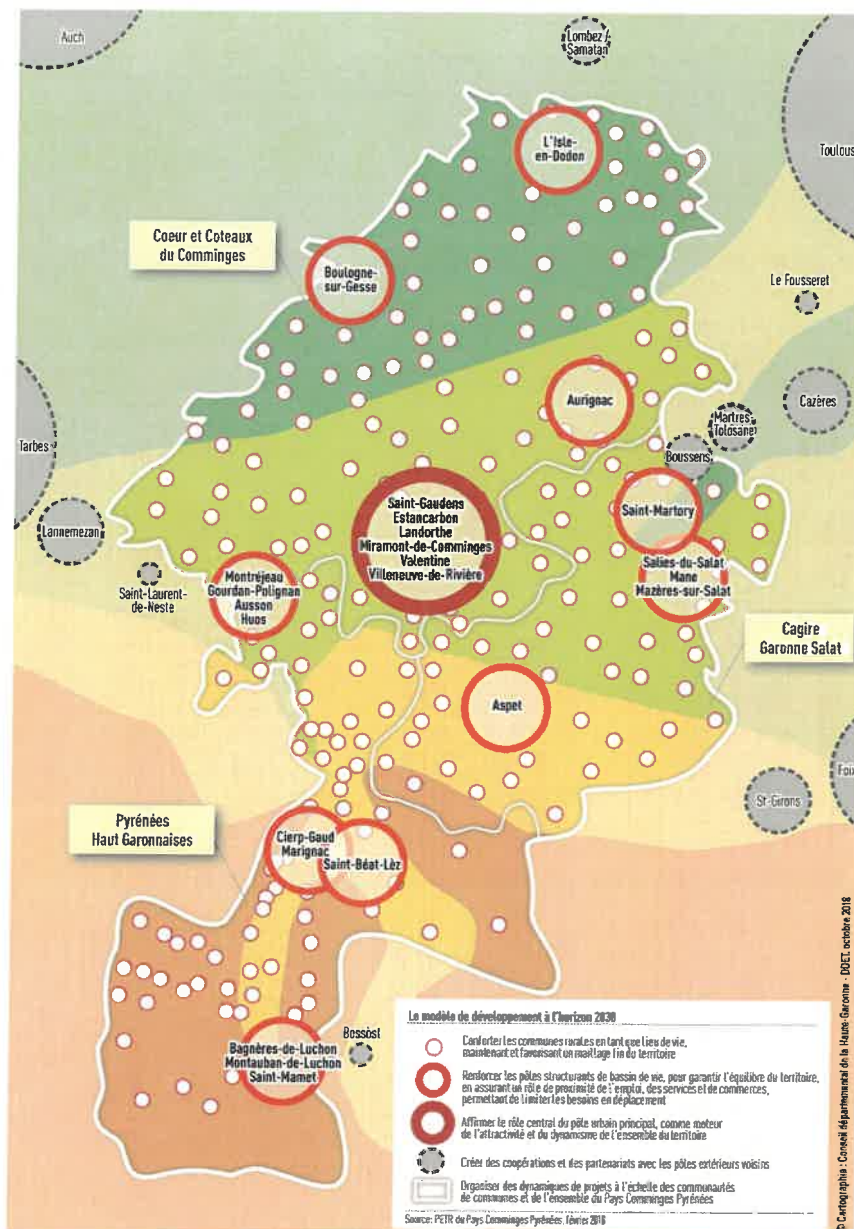 Auch
Lombez /
Samatan
Toulous
L'Isle-
en-Dodon
Coeur et Coteaux
du Comminges
Boulogne-
sur-Gesse
Le Fousseret
Aurignac
Cazères
Martres-
Tolosane
Tarbes
Boussens
Saint-Gaudens
Estancarbon
Landorthe
Miramont-de-Comminges
Valentine
Villeneuve-de-Rivière
Saint-Martory
Lannemezan
Salies-du-Salat
Mane
Mazères-sur-Salat
Saint-Laurent-
de-Neste
Montréjeau
Gourdan-Polignan
Ausson
Huos
Cagire
Garonne Salat
Aspet
Foix
St-Girons
Pyrénées
Haut Garonnaises
Cierp-Gaud
Marignac
Saint-Béat-Lèz
Bossòst
Bagnères-de-Luchon
Montauban-de-Luchon
Saint-Mamet
Le modèle de développement à l'horizon 2030
Conforter les communes rurales en tant que lieu de vie,
maintenant et favorisant un maillage fin du territoire
Renforcer les pôles structurants de bassin de vie, pour garantir l'équilibre du territoire,
en assurant un rôle de proximité de l'emploi, des services et de commerces,
permettant de limiter les besoins en déplacement
Affirmer le rôle central du pôle urbain principal, comme moteur
de l'attractivité et du dynamisme de l'ensemble du territoire
Créer des coopérations et des partenariats avec les pôles extérieurs voisins
Organiser des dynamiques de projets à l'échelle des communautés
de communes et de l'ensemble du Pays Comminges Pyrénées
Source: PETR du Pays Comminges Pyrénées, février 2018
© Cartographie : Conseil départemental de la Haute-Garonne - DDET, octobre 2018